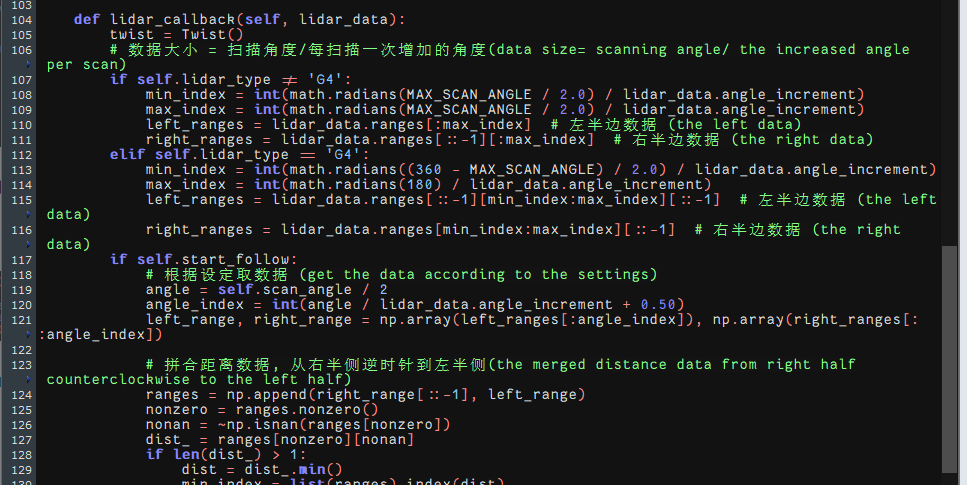 103
104 def lidar_callback(self, lidar_data):
105 twist = Twist()
106 # 数据大小 = 扫描角度/每扫描一次增加的角度(data size= scanning angle/ the increased angle
per scan)
107 if self.lidar_type ≠ 'G4':
108 min_index = int(math.radians(MAX_SCAN_ANGLE / 2.0) / lidar_data.angle_increment)
109 max_index = int(math.radians(MAX_SCAN_ANGLE / 2.0) / lidar_data.angle_increment)
110 left_ranges = lidar_data.ranges[:max_index] # 左半边数据 (the left data)
111 right_ranges = lidar_data.ranges[::-1][:max_index] # 右半边数据 (the right data)
112 elif self.lidar_type == 'G4':
113 min_index = int(math.radians((360 - MAX_SCAN_ANGLE) / 2.0) / lidar_data.angle_increment)
114 max_index = int(math.radians(180) / lidar_data.angle_increment)
115 left_ranges = lidar_data.ranges[::-1][min_index:max_index][::-1] # 左半边数据 (the left
data)
116 right_ranges = lidar_data.ranges[min_index:max_index][::-1] # 右半边数据 (the right
data)
117 if self.start_follow:
118 # 根据设定取数据 (get the data according to the settings)
119 angle = self.scan_angle / 2
120 angle_index = int(angle / lidar_data.angle_increment + 0.50)
121 left_range, right_range = np.array(left_ranges[:angle_index]), np.array(right_ranges[:
:angle_index])
122
123 # 拼合距离数据, 从右半侧逆时针到左半侧(the merged distance data from right half
counterclockwise to the left half)
124 ranges = np.append(right_range[::-1], left_range)
125 nonzero = ranges.nonzero()
126 nonan = ~np.isnan(ranges[nonzero])
127 dist_ = ranges[nonzero][nonan]
128 if len(dist_) > 1:
129 dist = dist_.min()
130 min_index = list(ranges).index(dist)